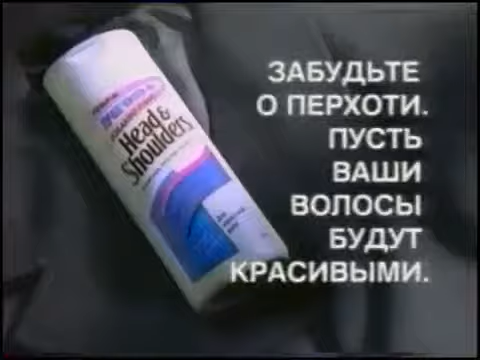 Head &
Shoulders
ЗАБУДЬТЕ
О ПЕРХОТИ.
ПУСТЬ
ВАШИ
ВОЛОСЫ
БУДУТ
КРАСИВЫМИ.